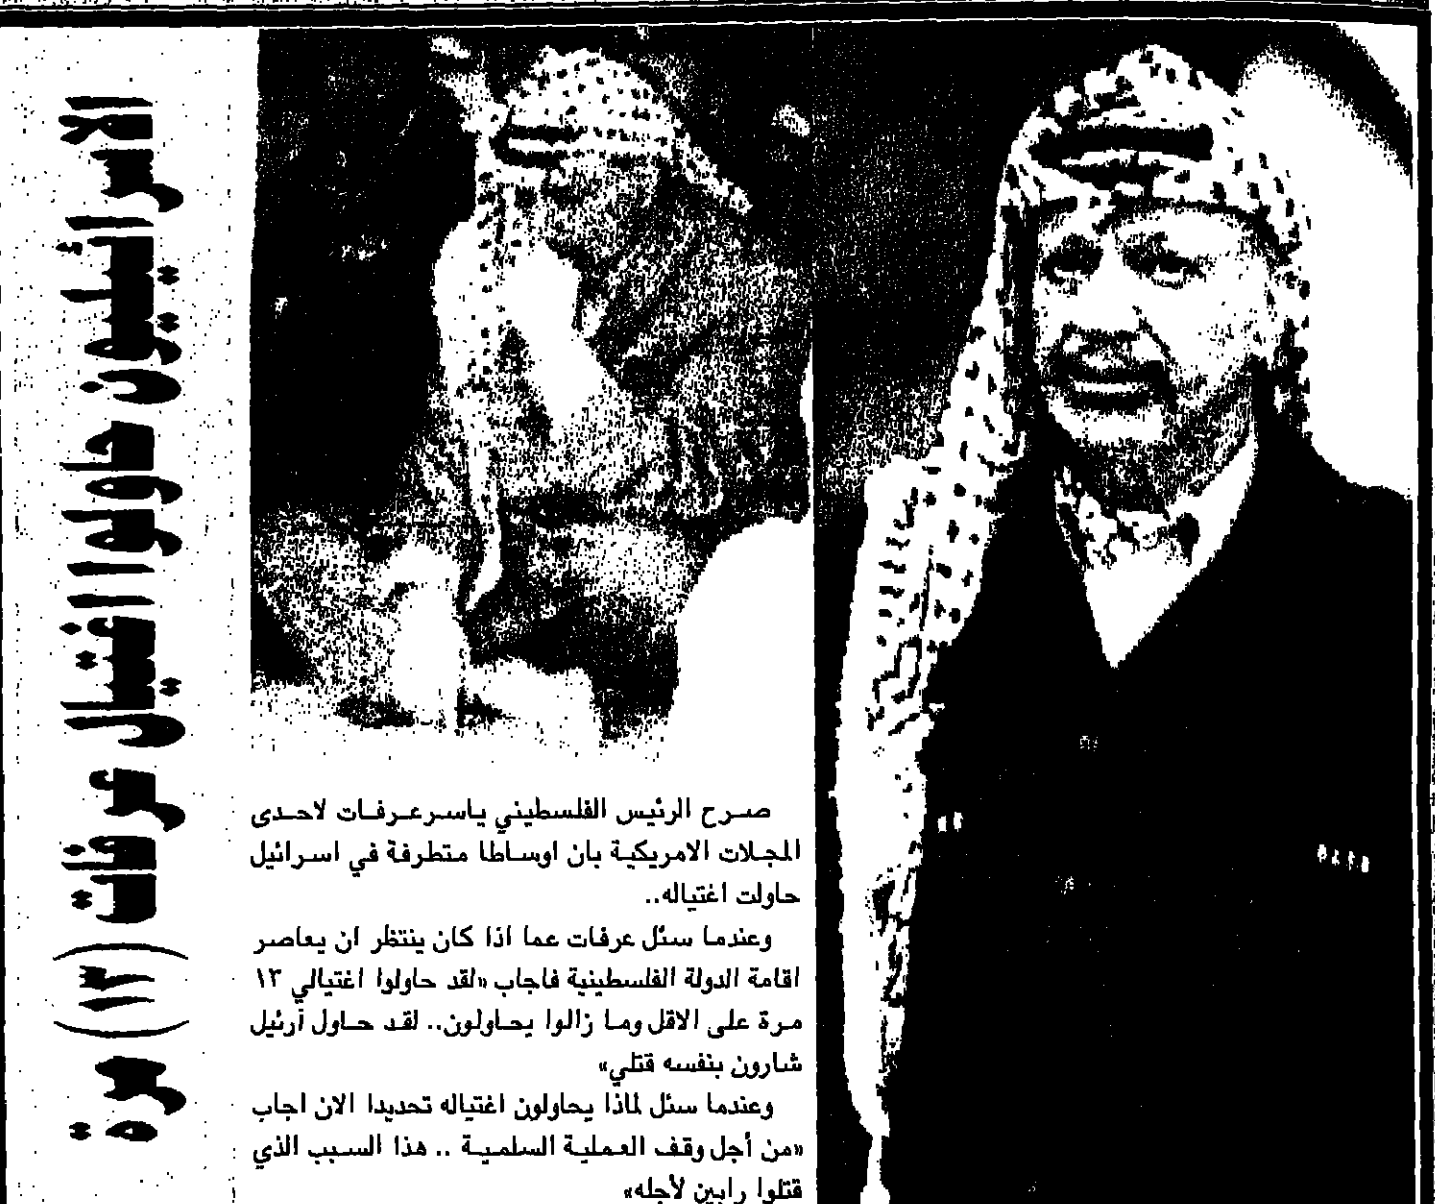 الاسرائيليون حاولوا اغتيال عرفات (١٣) مرة
صرح الرئيس الفلسطيني ياسرعرفات لاحدى
المجلات الامريكية بان اوساطا متطرفة في اسرائيل
حاولت اغتياله..
وعندما سئل عرفات عما اذا كان ينتظر ان يعاصر
اقامة الدولة الفلسطينية فاجاب «لقد حاولوا اغتيالي ١٣
مرة على الاقل وما زالوا يحاولون.. لقد حاول آرئيل
شارون بنفسه قتلي»
وعندما سئل لماذا يحاولون اغتياله تحديدا الان اجاب
«من أجل وقف العملية السلمية .. هذا السبب الذي
قتلوا رابين لأجله»